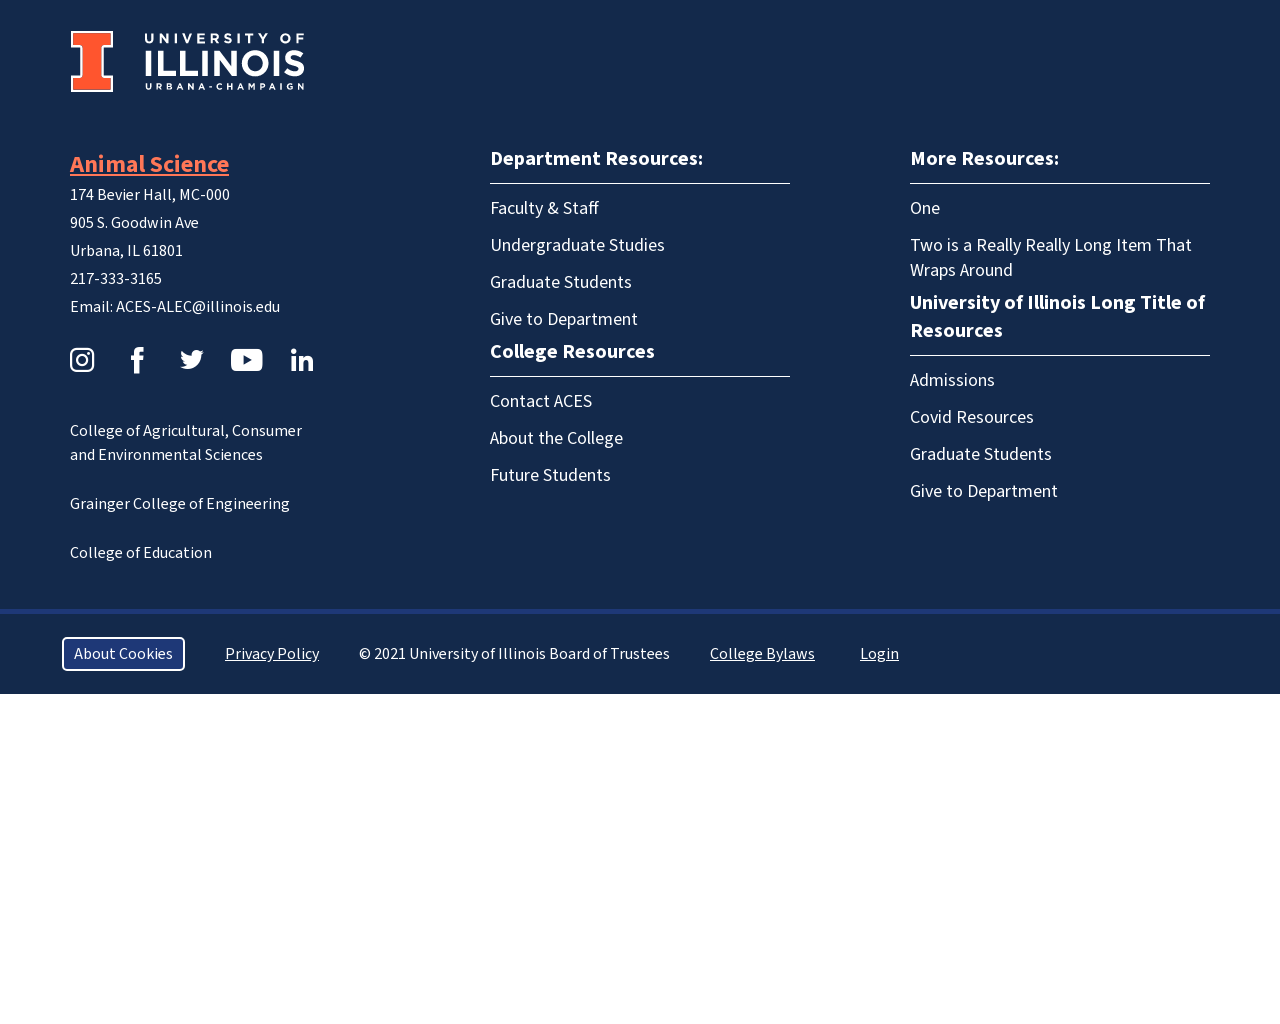 UNIVERSITY OF
ILLINOIS
URBANA-CHAMPAIGN
Animal Science
174 Bevier Hall, MC-000
905 S. Goodwin Ave
Urbana, IL 61801
217-333-3165
Email: ACES-ALEC@illinois.edu
College of Agricultural, Consumer
and Environmental Sciences
Grainger College of Engineering
College of Education
Department Resources:
Faculty & Staff
Undergraduate Studies
Graduate Students
Give to Department
College Resources
Contact ACES
About the College
Future Students
More Resources:
One
Two is a Really Really Long Item That
Wraps Around
University of Illinois Long Title of
Resources
Admissions
Covid Resources
Graduate Students
Give to Department
About Cookies
Privacy Policy
© 2021 University of Illinois Board of Trustees
College Bylaws
Login